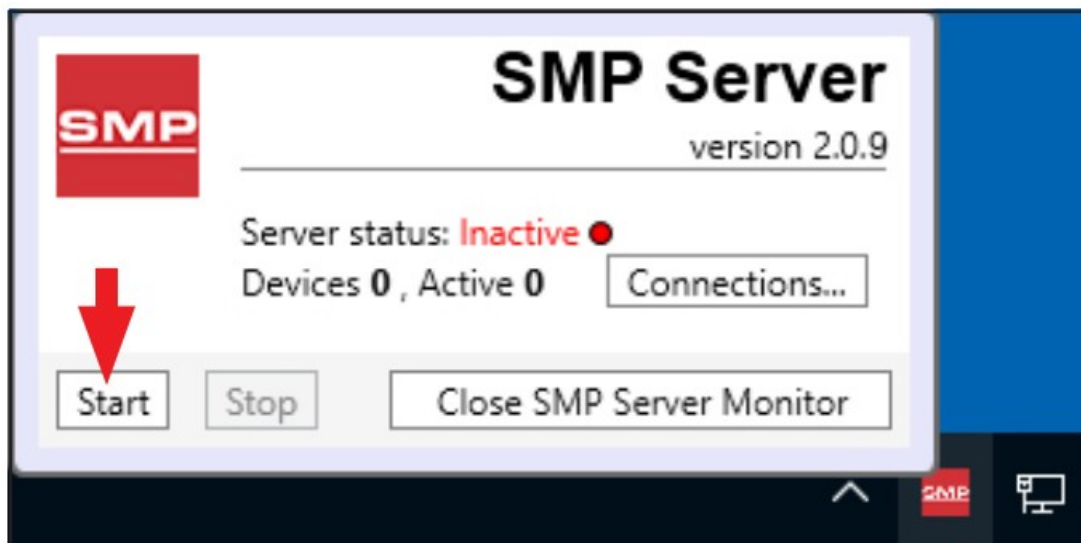 SMP
SMP Server
version 2.0.9
Server status: Inactive
Devices 0 , Active 0
Connections...
Start
Stop
Close SMP Server Monitor
SMP